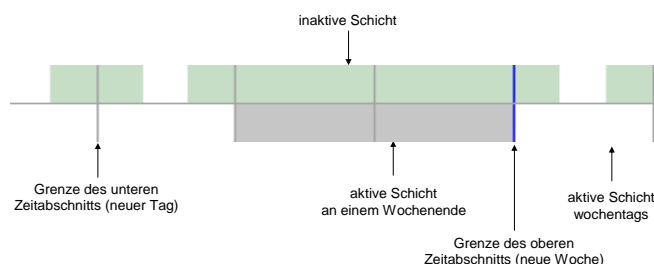 inaktive Schicht
Grenze des unteren
Zeitabschnitts (neuer Tag)
aktive Schicht
an einem Wochenende
aktive Schicht
wochentags
Grenze des oberen
Zeitabschnitts (neue Woche)